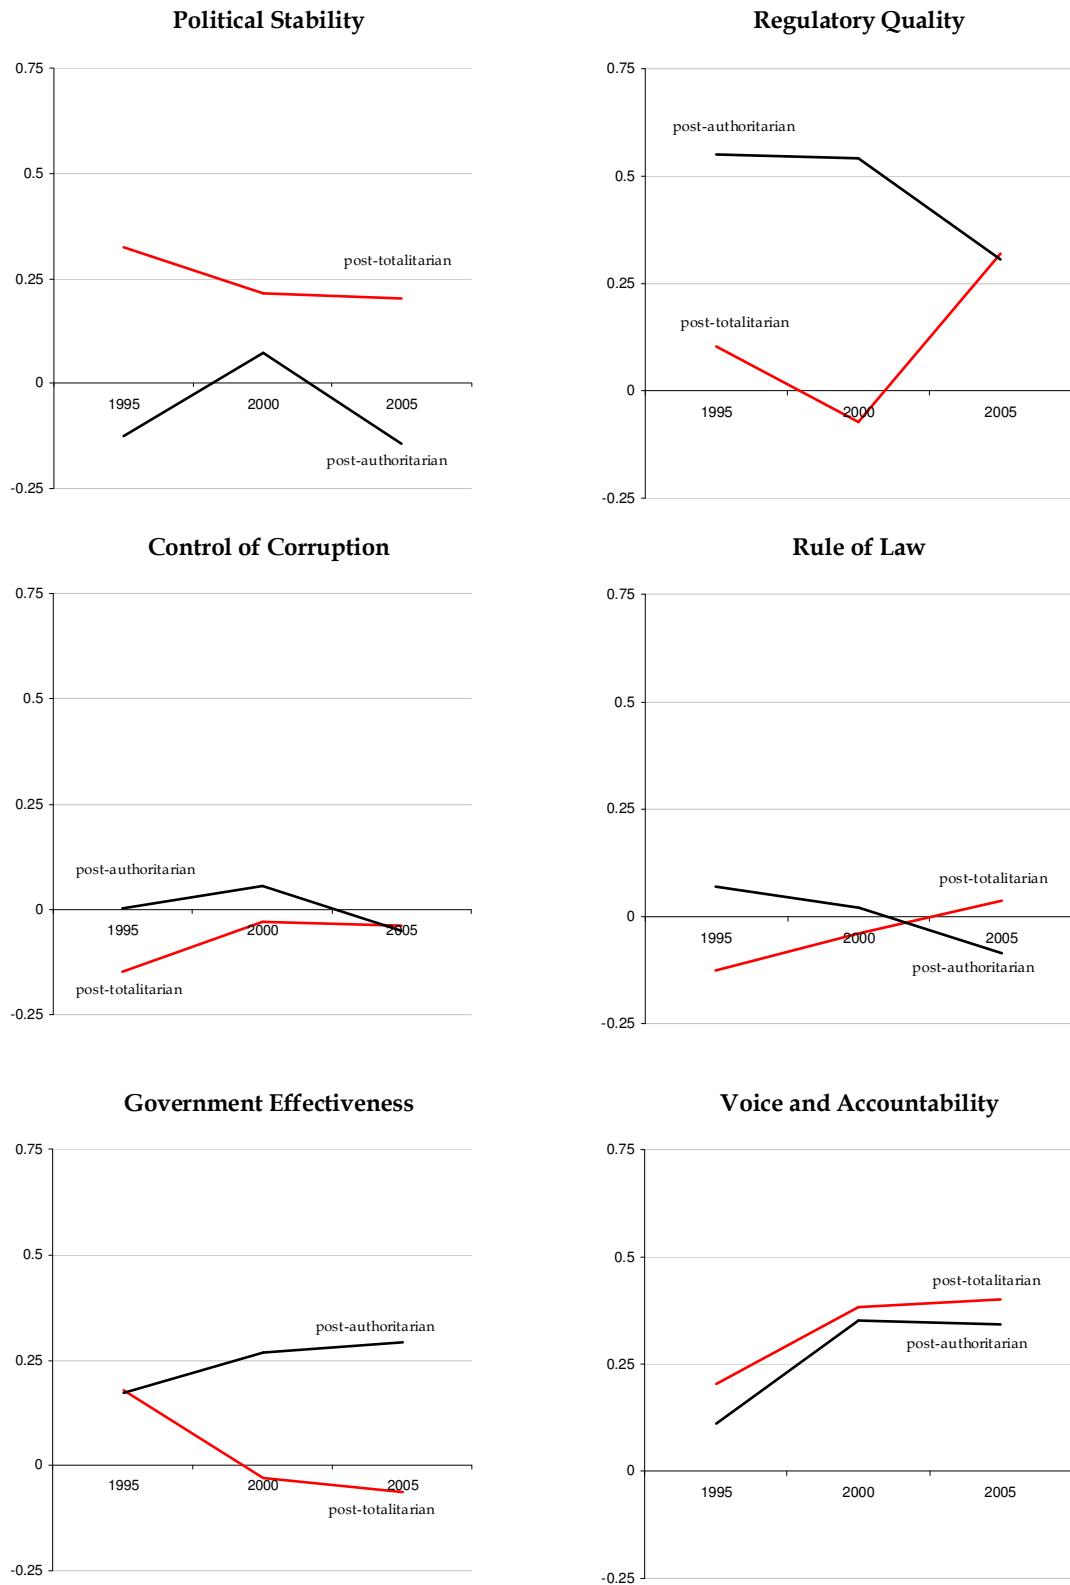 Political Stability
0.75
0.5
0.25
0
-0.25
post-totalitarian
1995
2000
2005
post-authoritarian
Regulatory Quality
0.75
0.5
0.25
0
-0.25
post-authoritarian
post-totalitarian
1995
2000
2005
Control of Corruption
0.75
0.5
0.25
0
-0.25
post-authoritarian
1995
2000
2005
post-totalitarian
Rule of Law
0.75
0.5
0.25
0
-0.25
post-totalitarian
1995
2000
2005
post-authoritarian
Government Effectiveness
0.75
0.5
0.25
0
-0.25
post-authoritarian
1995
2000
2005
post-totalitarian
Voice and Accountability
0.75
0.5
0.25
0
-0.25
post-totalitarian
post-authoritarian
1995
2000
2005